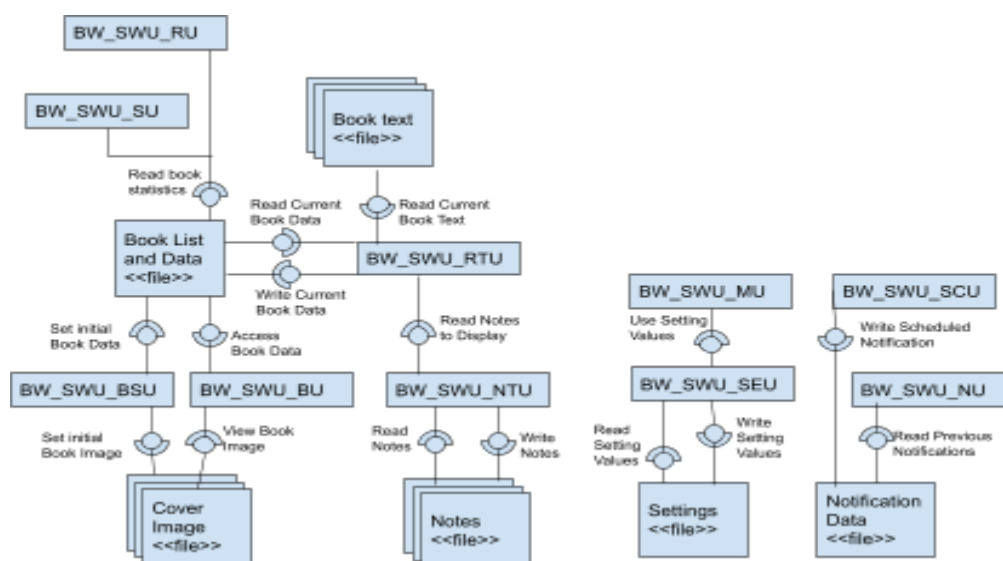 BW_SWU_RU
BW_SWU_SU
Book text
<<file>>
Read book
statistics
Read Current
Book Data
Read Current
Book Text
Book List
and Data
<<file>>
BW_SWU_RTU
Write Current
Book Data
BW_SWU_MU
BW_SWU_SCU
Set initial
Book Data
Access
Book Data
Read Notes
to Display
Use Setting
Values
Write Scheduled
Notification
BW_SWU_BSU
BW_SWU_BU
BW_SWU_NTU
BW_SWU_SEU
BW_SWU_NU
Set initial
Book Image
View Book
Image
Read
Notes
Write
Notes
Read
Setting
Values
Write
Setting
Values
Read Previous
Notifications
Cover
Image
<<file>>
Notes
<<file>>
Settings
<<file>>
Notification
Data
<<file>>